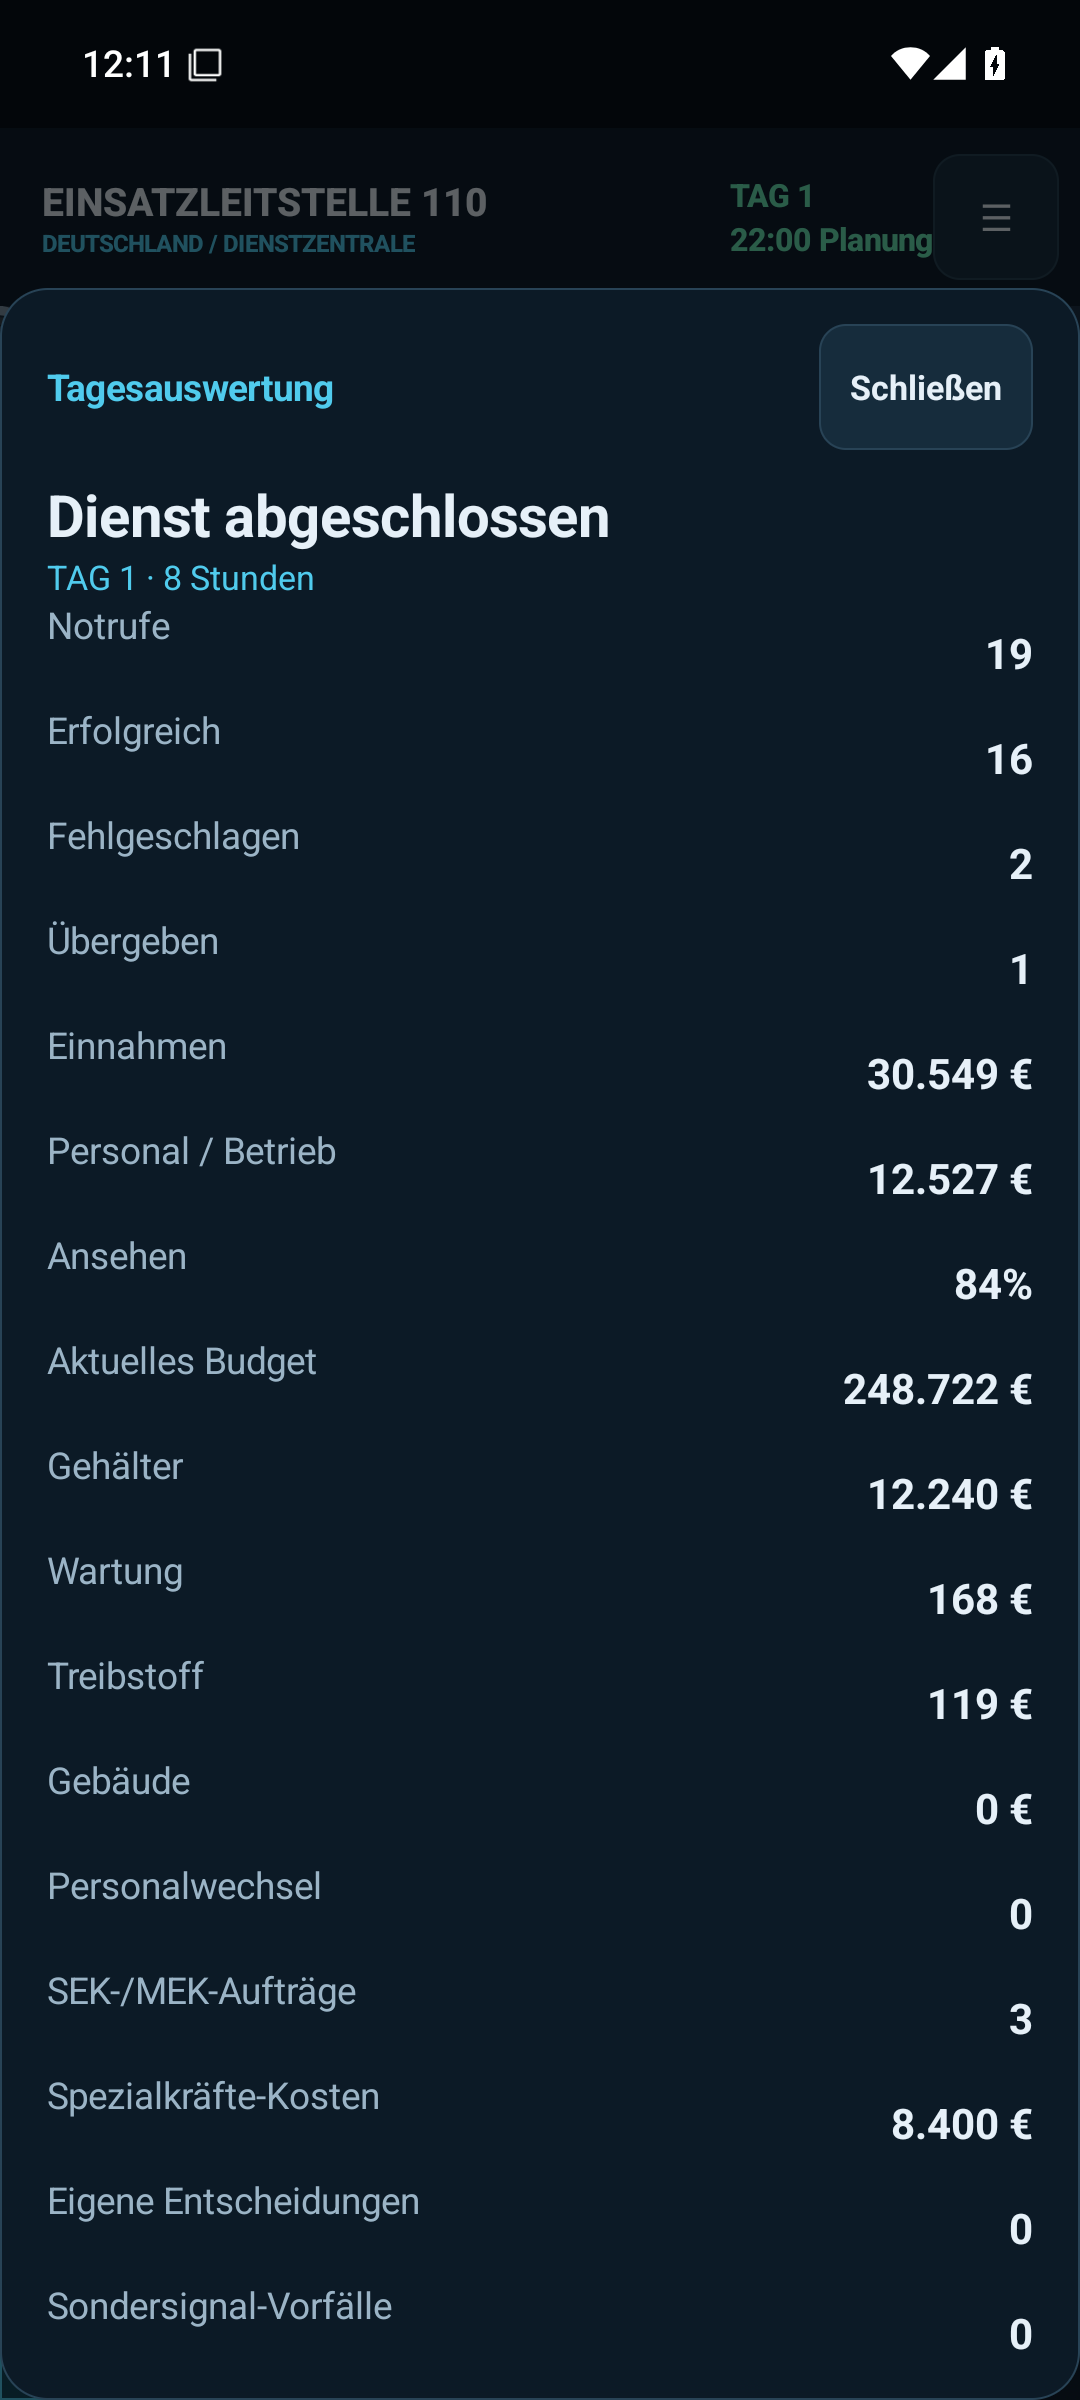 12:11
EINSATZLEITSTELLE 110
DEUTSCHLAND / DIENSTZENTRALE
TAG 1
22:00 Planung
Tagesauswertung
Schließen
Dienst abgeschlossen
TAG 1 · 8 Stunden
Notrufe
19
Erfolgreich
16
Fehlgeschlagen
2
Übergeben
1
Einnahmen
30.549 €
Personal / Betrieb
12.527 €
Ansehen
84%
Aktuelles Budget
248.722 €
Gehälter
12.240 €
Wartung
168 €
Treibstoff
119 €
Gebäude
0 €
Personalwechsel
0
SEK-/MEK-Aufträge
3
Spezialkräfte-Kosten
8.400 €
Eigene Entscheidungen
0
Sondersignal-Vorfälle
0